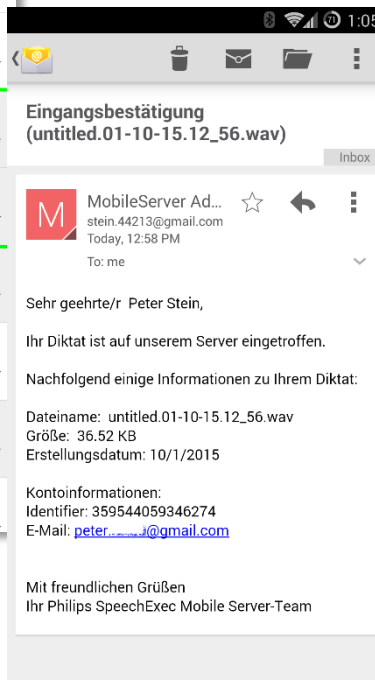 71 1:05
Eingangsbestätigung
(untitled.01-10-15.12_56.wav)
Inbox
M
MobileServer Ad...
stein.44213@gmail.com
Today, 12:58 PM
To: me
Sehr geehrte/r Peter Stein,
Ihr Diktat ist auf unserem Server eingetroffen.
Nachfolgend einige Informationen zu Ihrem Diktat:
Dateiname: untitled.01-10-15.12_56.wav
Größe: 36.52 KB
Erstellungsdatum: 10/1/2015
Kontoinformationen:
Identifier: 359544059346274
E-Mail: @gmail.com
Mit freundlichen Grüßen
Ihr Philips SpeechExec Mobile Server-Team